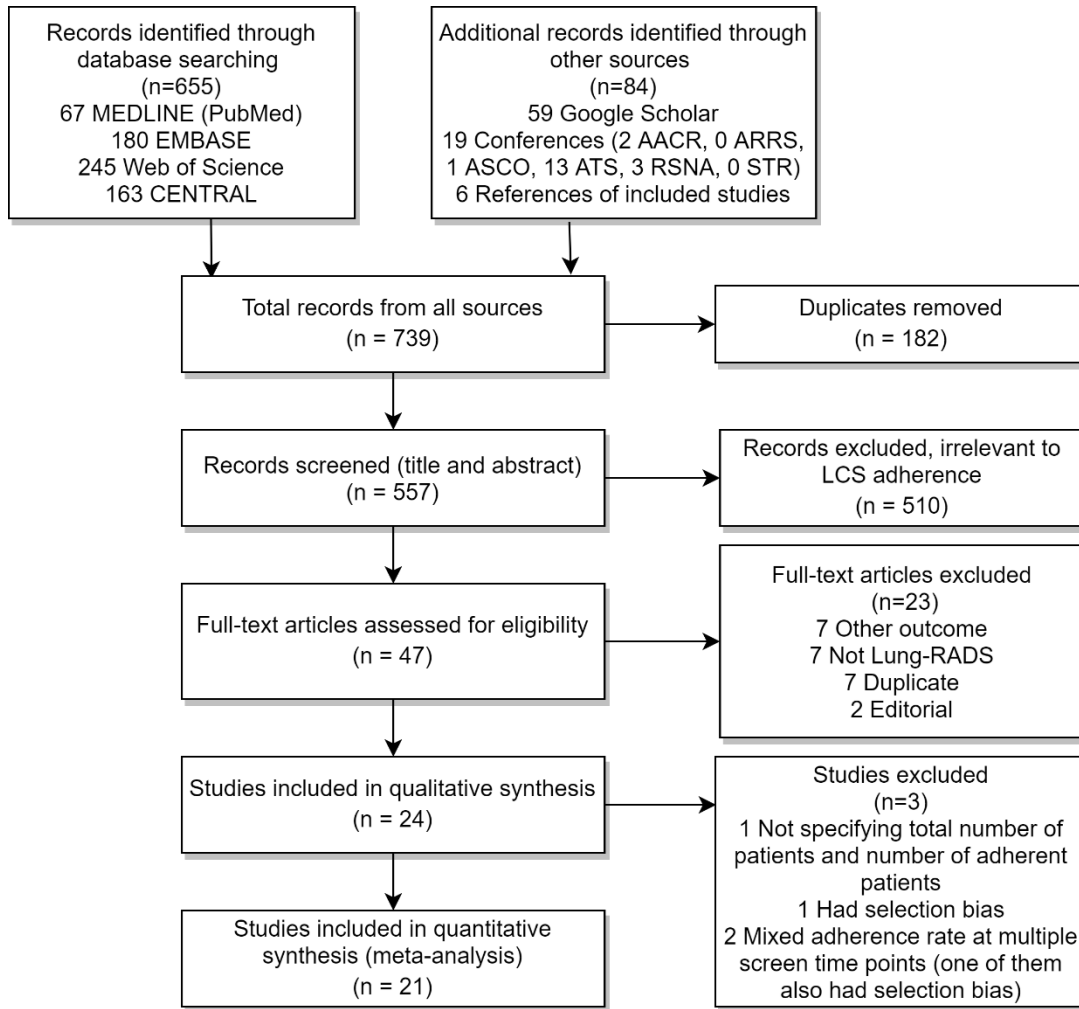 Records identified through
database searching
(n=655)
67 MEDLINE (PubMed)
180 EMBASE
245 Web of Science
163 CENTRAL
Additional records identified through
other sources
(n=84)
59 Google Scholar
19 Conferences (2 AACR, 0 ARRS,
1 ASCO, 13 ATS, 3 RSNA, 0 STR)
6 References of included studies
Total records from all sources
(n = 739)
Duplicates removed
(n = 182)
Records screened (title and abstract)
(n = 557)
Records excluded, irrelevant to
LCS adherence
(n = 510)
Full-text articles assessed for eligibility
(n = 47)
Full-text articles excluded
(n=23)
7 Other outcome
7 Not Lung-RADS
7 Duplicate
2 Editorial
Studies included in qualitative synthesis
(n = 24)
Studies excluded
(n=3)
1 Not specifying total number of
patients and number of adherent
patients
1 Had selection bias
2 Mixed adherence rate at multiple
screen time points (one of them
also had selection bias)
Studies included in quantitative
synthesis (meta-analysis)
(n = 21)